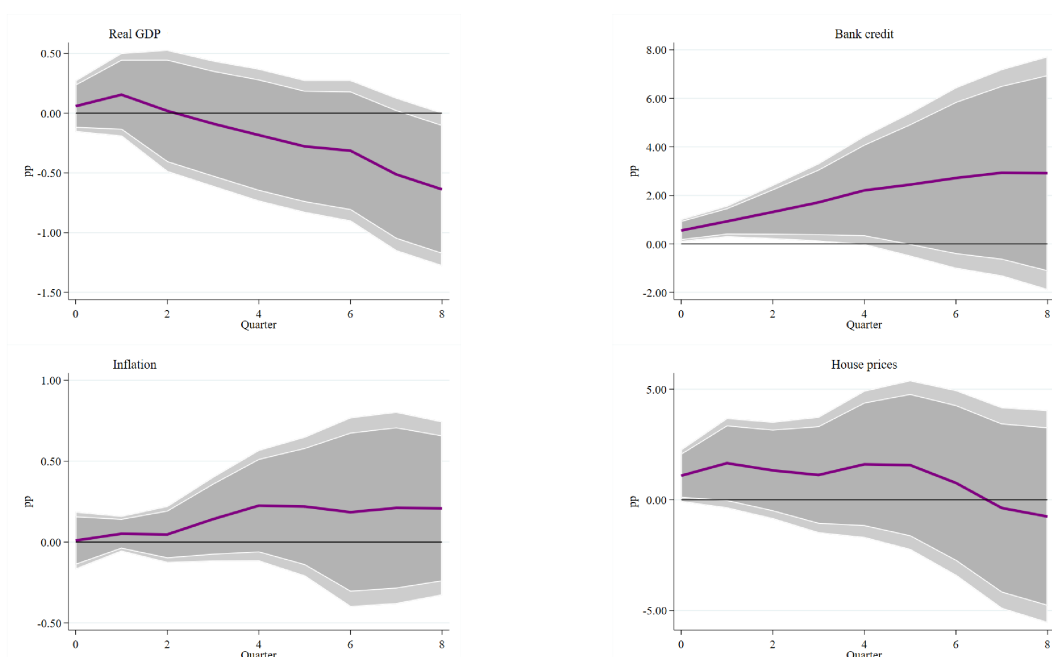 Real GDP
0.50
0.00
-0.50
-1.00
-1.50
pp
0 2 4 6 8
Quarter
Bank credit
8.00
6.00
4.00
2.00
0.00
-2.00
pp
0 2 4 6 8
Quarter
Inflation
1.00
0.50
0.00
-0.50
pp
0 2 4 6 8
Quarter
House prices
5.00
0.00
-5.00
pp
0 2 4 6 8
Quarter